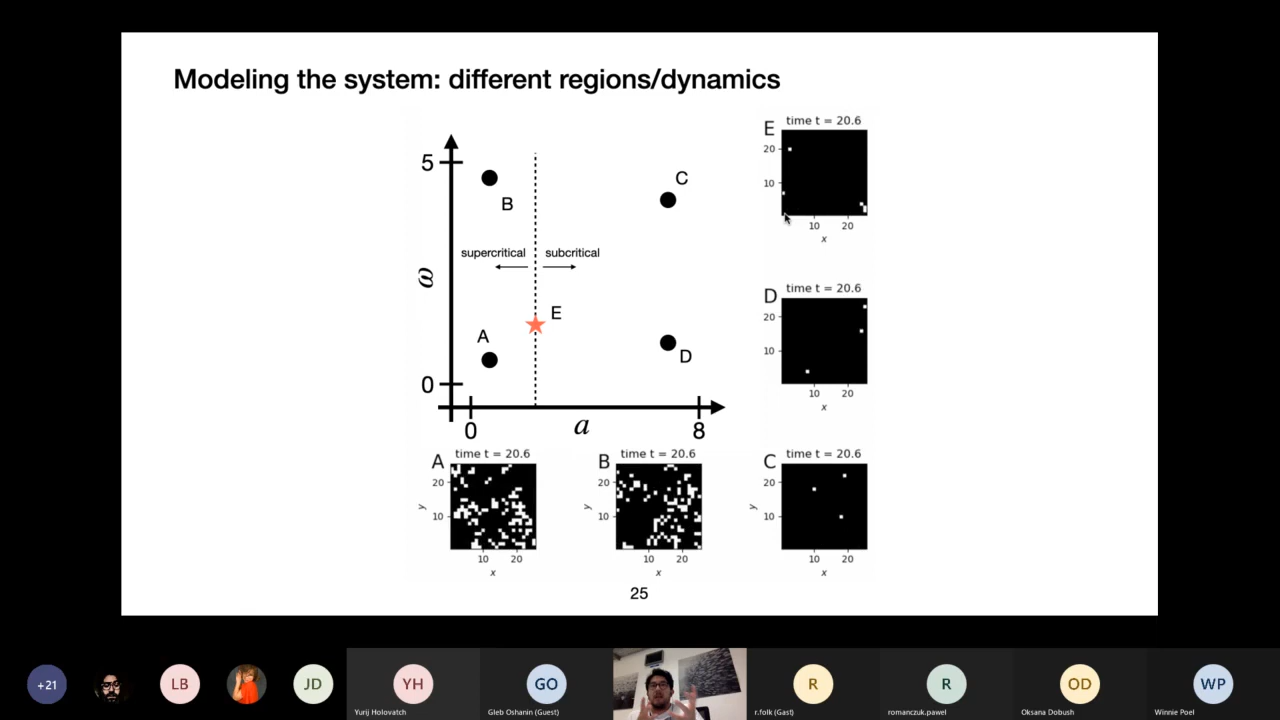 Modeling the system: different regions/dynamics
5
B
C
supercritical
subcritical
ω
E
A
D
0
0
a
8
E
time t = 20.6
20
10
10 20
x
D
time t = 20.6
20
10
10 20
x
A
time t = 20.6
20
10
y
10 20
x
B
time t = 20.6
20
10
y
10 20
x
C
time t = 20.6
20
10
y
10 20
x
25
+21
LB
JD
YH
Yurij Holovatch
GO
Gleb Oshanin (Guest)
R
r.folk (Gast)
R
romanczuk.pawel
OD
Oksana Dobush
WP
Winnie Poel